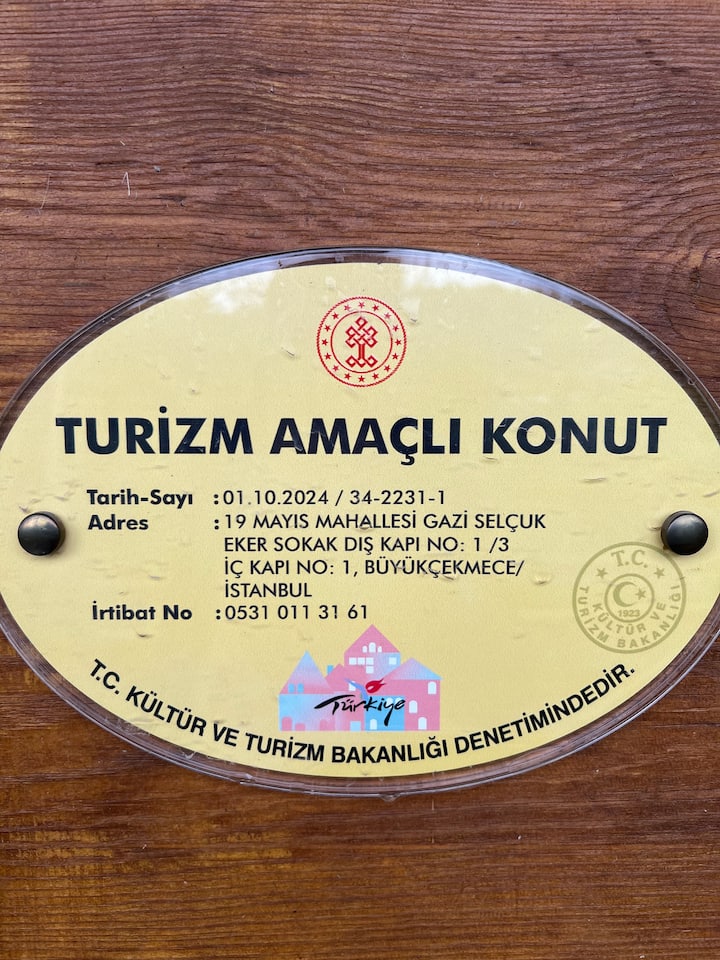 TURİZM AMAÇLI KONUT
Tarih-Sayı : 01.10.2024 / 34-2231-1
Adres : 19 MAYIS MAHALLESİ GAZİ SELÇUK
EKER SOKAK DIŞ KAPI NO: 1 /3
İÇ KAPI NO: 1, BÜYÜKÇEKMECE/
İSTANBUL
İrtibat No : 0531 011 31 61
T.C.
KÜLTÜR VE
TURİZM BAKANLIĞI
1923
Türkiye
T.C. KÜLTÜR VE TURİZM BAKANLIĞI DENETİMİNDEDİR.